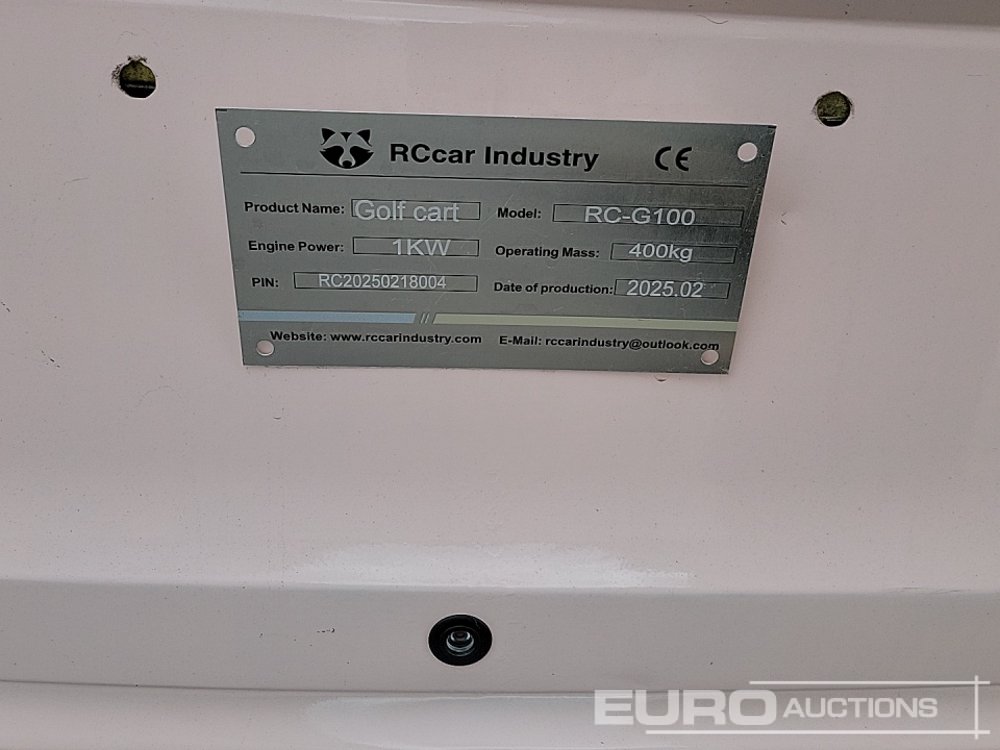 RCcar Industry CE
Product Name: Golf cart Model: RC-G100
Engine Power: 1KW Operating Mass: 400kg
PIN: RC20250218004 Date of production: 2025.02
Website: www.rccarindustry.com E-Mail: rccarindustry@outlook.com
EURO AUCTIONS